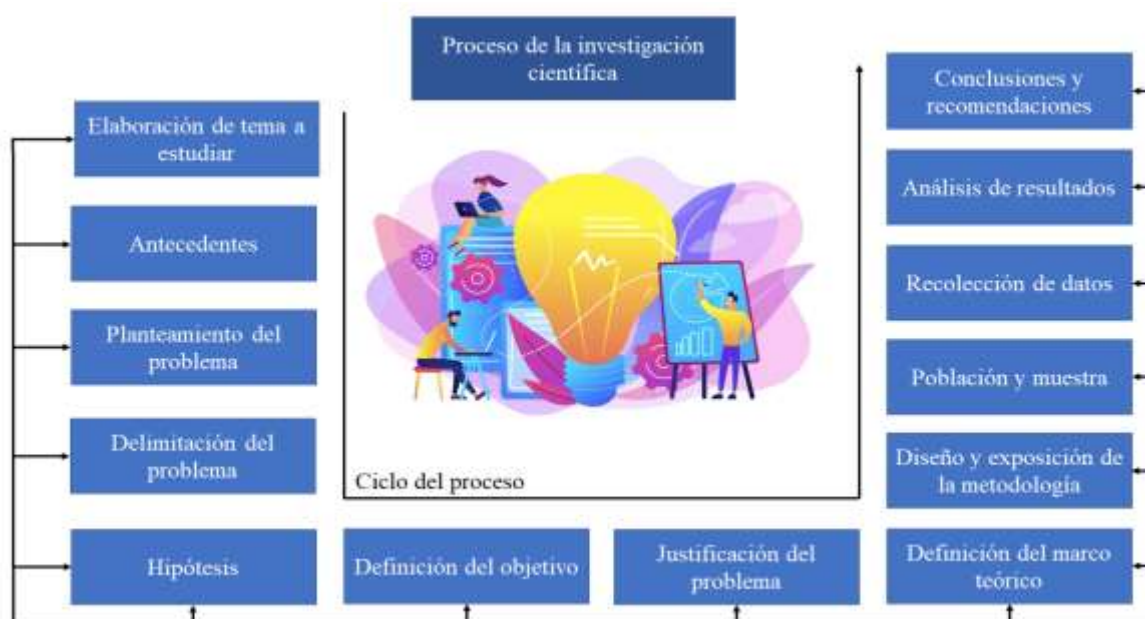 Proceso de la investigación
científica
Elaboración de tema a
estudiar
Antecedentes
Planteamiento del
problema
Delimitación del
problema
Hipótesis
Ciclo del proceso
Definición del objetivo
Justificación del
problema
Definición del marco
teórico
Diseño y exposición de
la metodología
Población y muestra
Recolección de datos
Análisis de resultados
Conclusiones y
recomendaciones